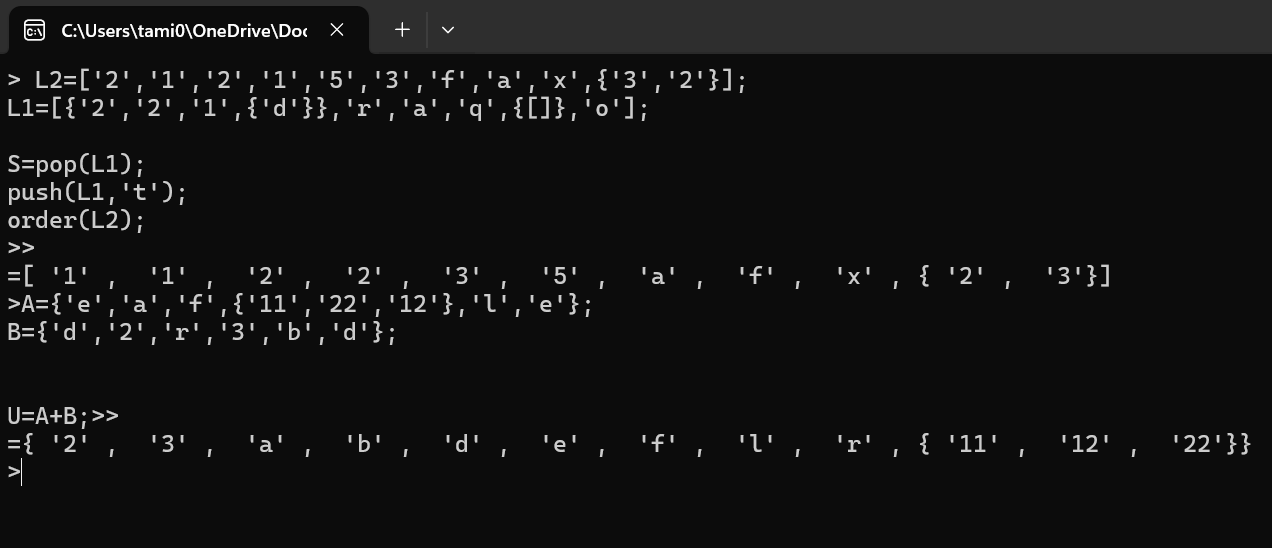 C:\Users\tami0\OneDrive\Doc
> L2=['2','1','2','1','5','3','f','a','x',{'3','2'}];
L1=[{'2','2','1',{'d'}},'r','a','q',{[]},'o'];
S=pop(L1);
push(L1,'t');
order(L2);
>>
=[ '1' ,  '1' ,  '2' ,  '2' ,  '3' ,  '5' ,  'a' ,  'f' ,  'x' , { '2' ,  '3'}]
>A={'e','a','f',{'11','22','12'},'l','e'};
B={'d','2','r','3','b','d'};
U=A+B;>>
={ '2' ,  '3' ,  'a' ,  'b' ,  'd' ,  'e' ,  'f' ,  'l' ,  'r' , { '11' ,  '12' ,  '22'}}
>